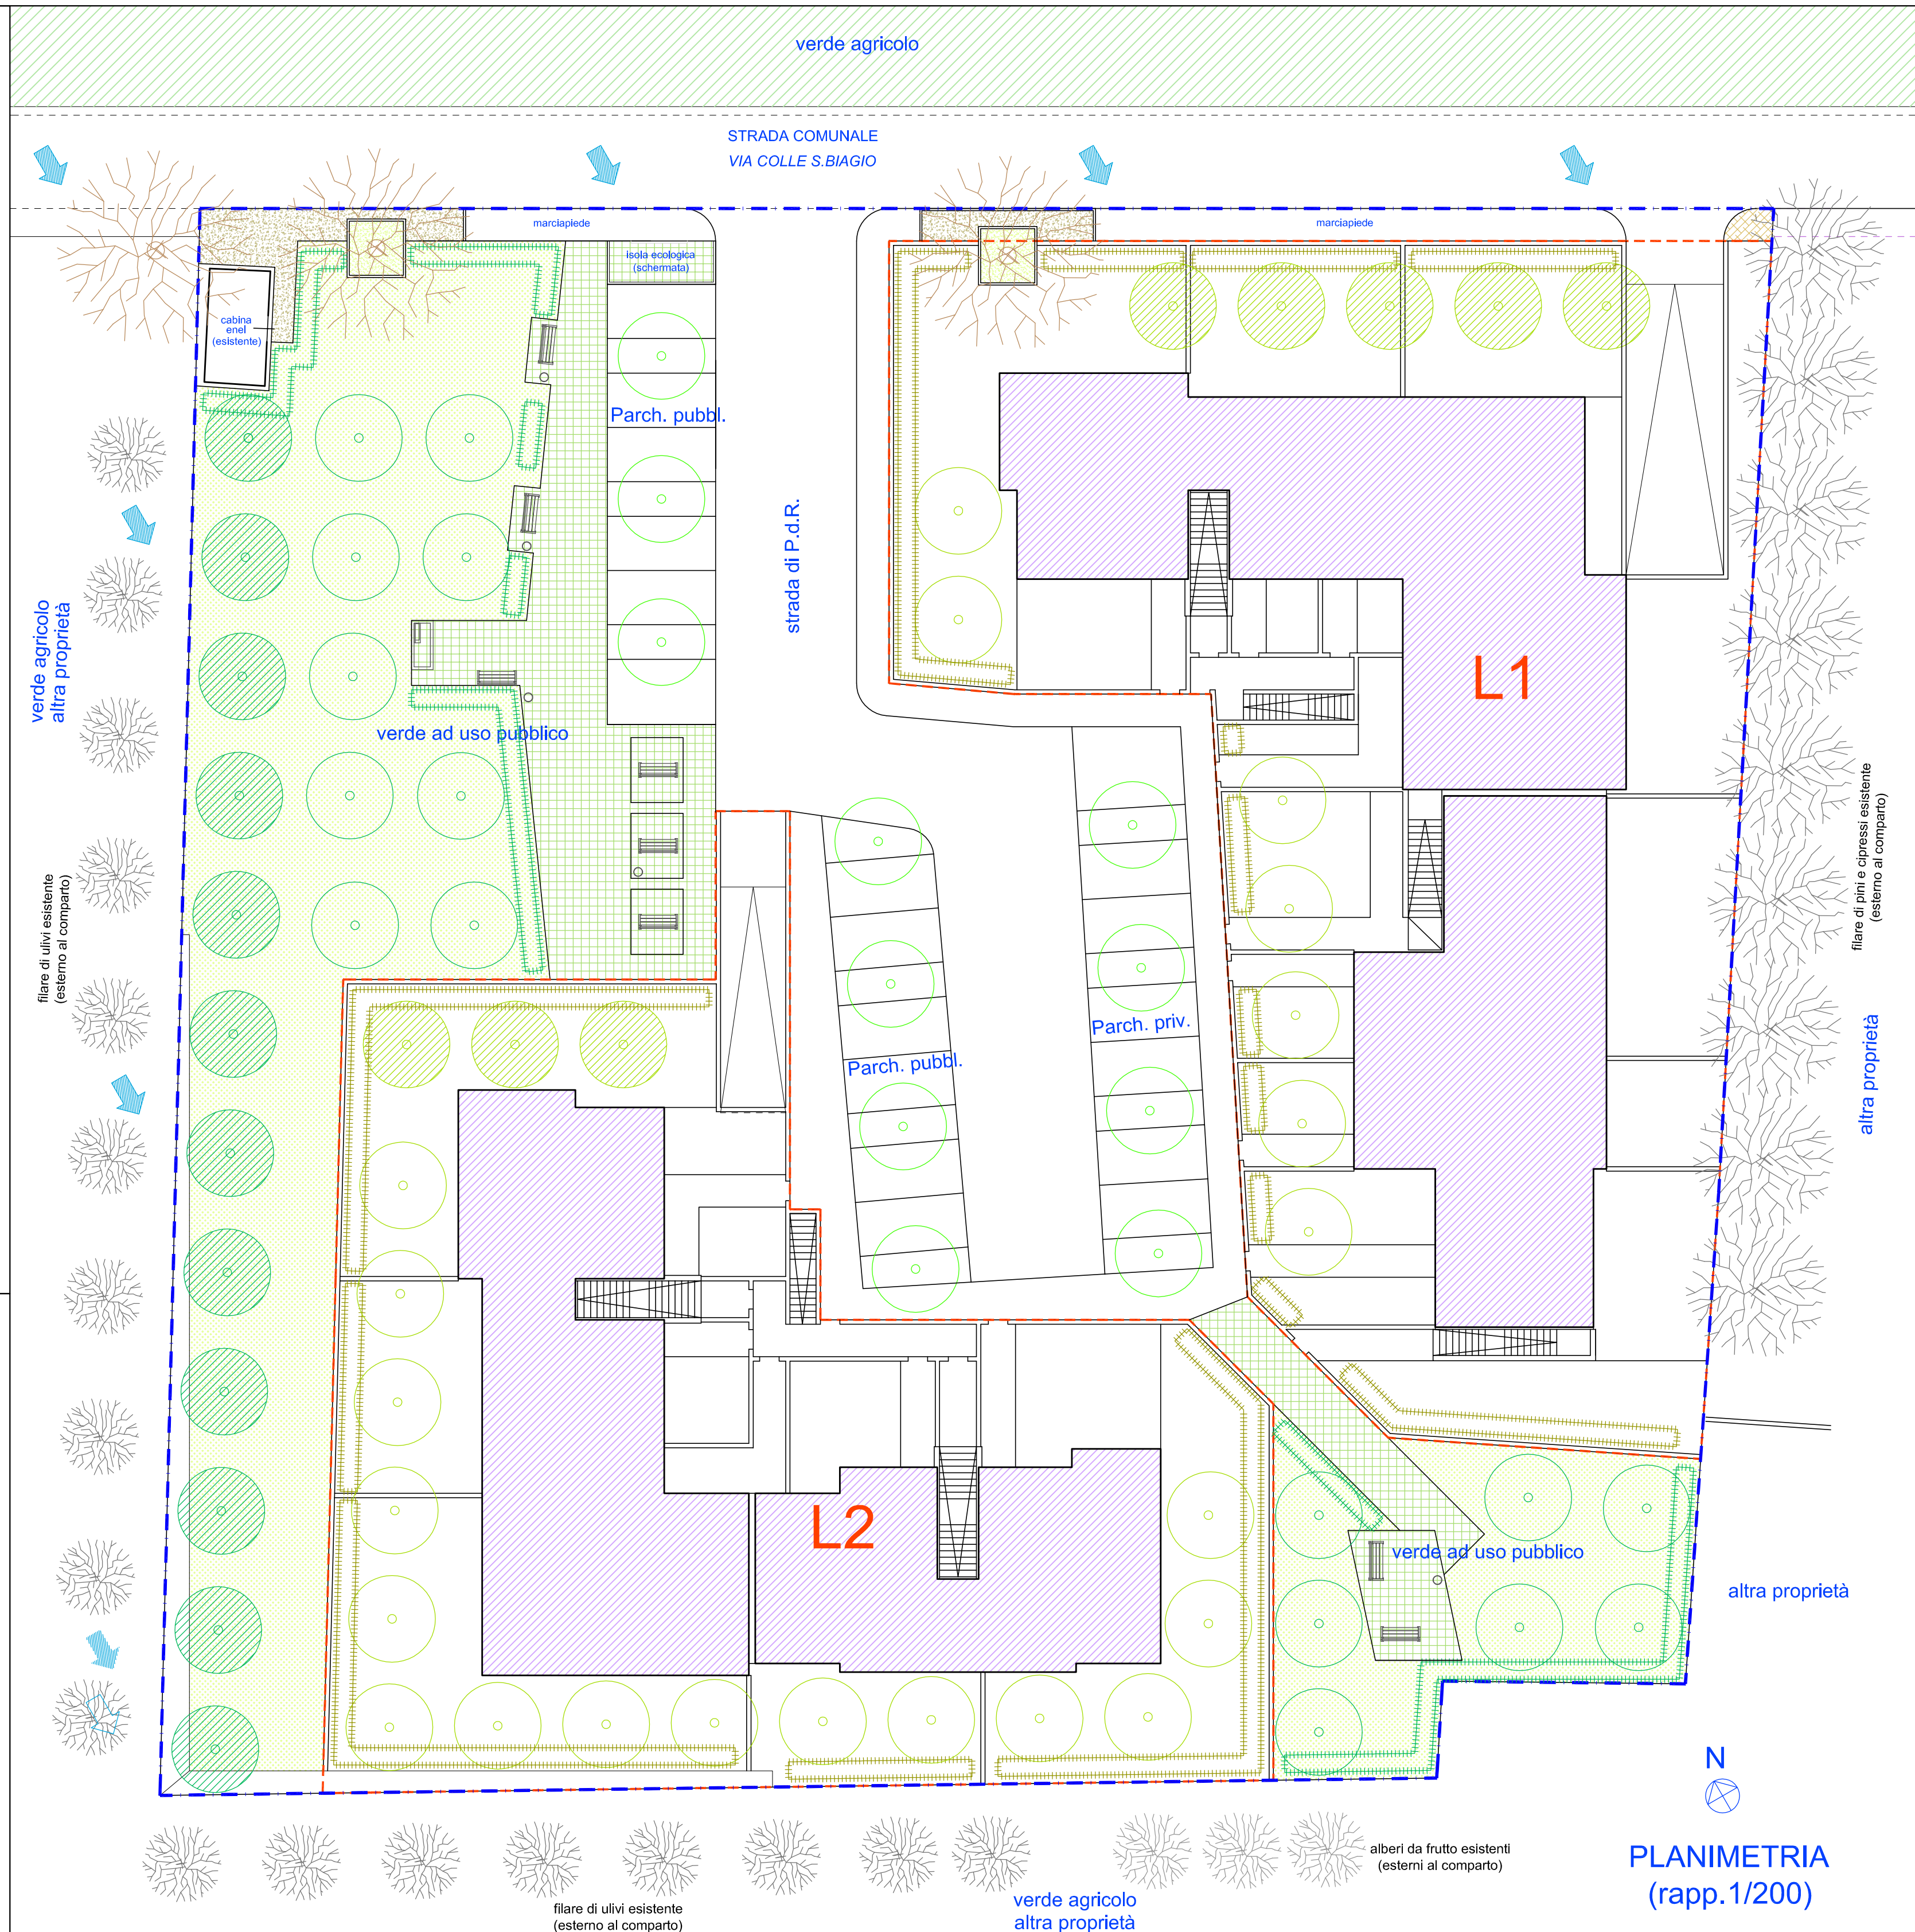 verde agricolo
STRADA COMUNALE
VIA COLLE S.BIAGIO
marciapiede
marciapiede
isola ecologica
(schermata)
cabina
enel
(esistente)
Parch. pubbl.
strada di P.d.R.
verde agricolo
altra proprietà
L1
verde ad uso pubblico
filare di pini e cipressi esistente
(esterno al comparto)
filare di ulivi esistente
(esterno al comparto)
Parch. priv.
Parch. pubbl.
altra proprietà
L2
verde ad uso pubblico
altra proprietà
N
PLANIMETRIA
(rapp.1/200)
alberi da frutto esistenti
(esterni al comparto)
filare di ulivi esistente
(esterno al comparto)
verde agricolo
altra proprietà